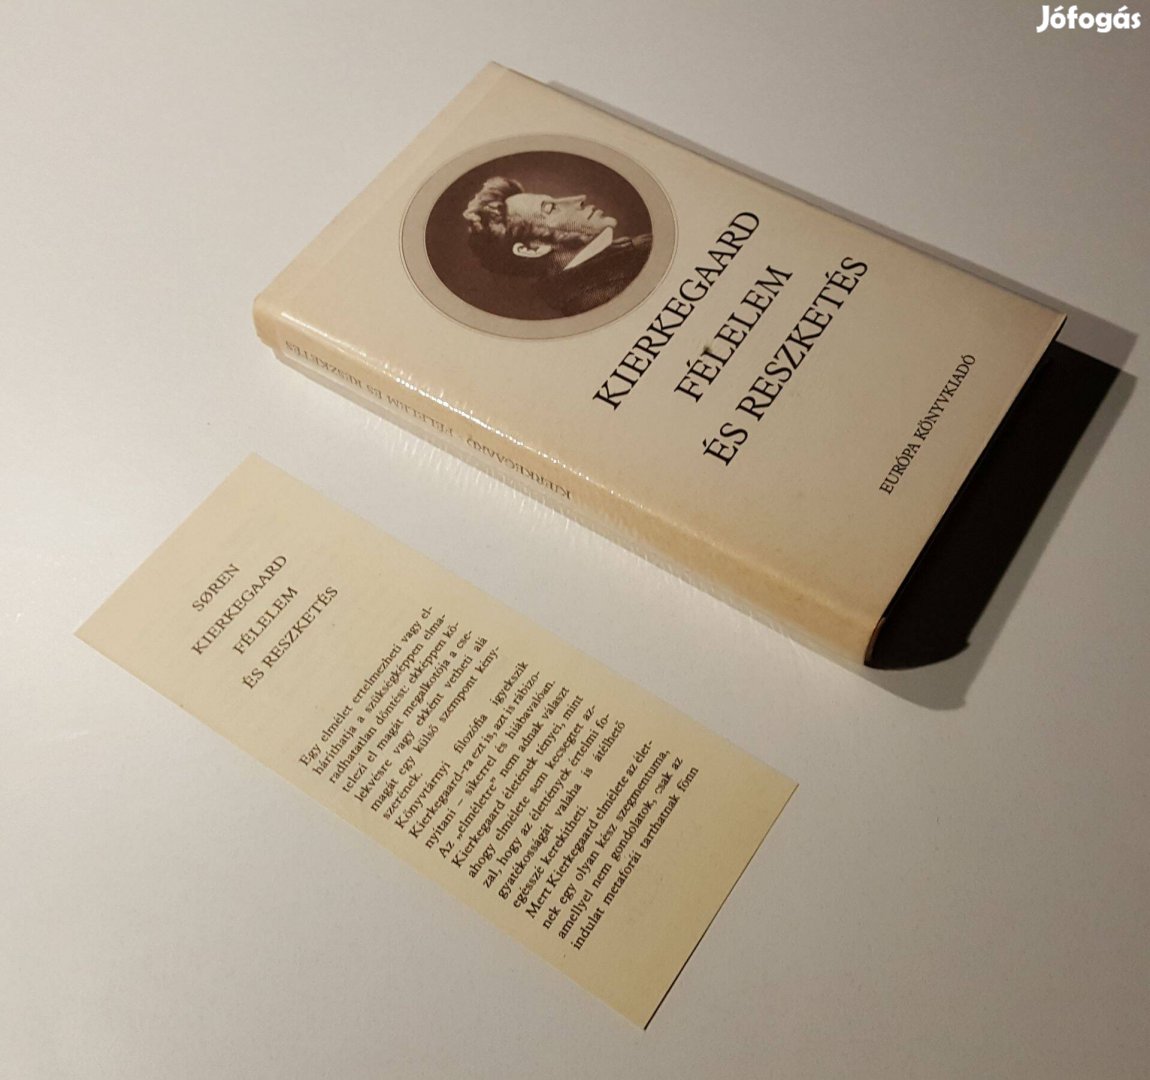 Jófogás
KIERKEGAARD
FÉLELEM
ÉS RESZKETÉS
EURÓPA KÖNYVKIADÓ
KIERKEGAARD · FÉLELEM ÉS RESZKETÉS
SØREN
KIERKEGAARD
FÉLELEM
ÉS RESZKETÉS
Egy elmélet értelmezheti vagy el-
háríthatja a szükségképpen elma-
radhatatlan döntést: ekképpen kö-
telezi el magát megalkotója a cse-
lekvésre vagy ekként vetheti alá
magát egy külső szempont kény-
szerének.
Könyvtárnyi filozófia igyekszik
Kierkegaard-ra ezt is, azt is rábizo-
nyítani – sikerrel és hiábavalóan.
Az „elméletre” nem adnak választ
Kierkegaard életének tényei, mint
ahogy elmélete sem kecsegtet az-
zal, hogy az élettények értelmi fo-
gyatékosságát valaha is átélhető
egésszé kerekítheti.
Mert Kierkegaard elmélete az élet-
nek egy olyan kész szegmentuma,
amellyel nem gondolatok, csak az
indulat metaforái tarthatnak fönn